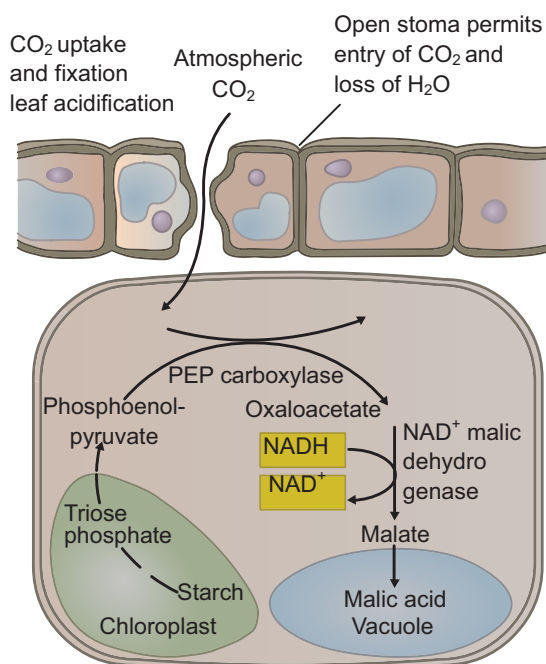 CO₂ uptake
and fixation
leaf acidification
Atmospheric
CO₂
Open stoma permits
entry of CO₂ and
loss of H₂O
PEP carboxylase
Phosphoenol-
pyruvate
Oxaloacetate
NADH
NAD⁺
NAD⁺ malic
dehydro
genase
Triose
phosphate
Starch
Chloroplast
Malate
Malic acid
Vacuole